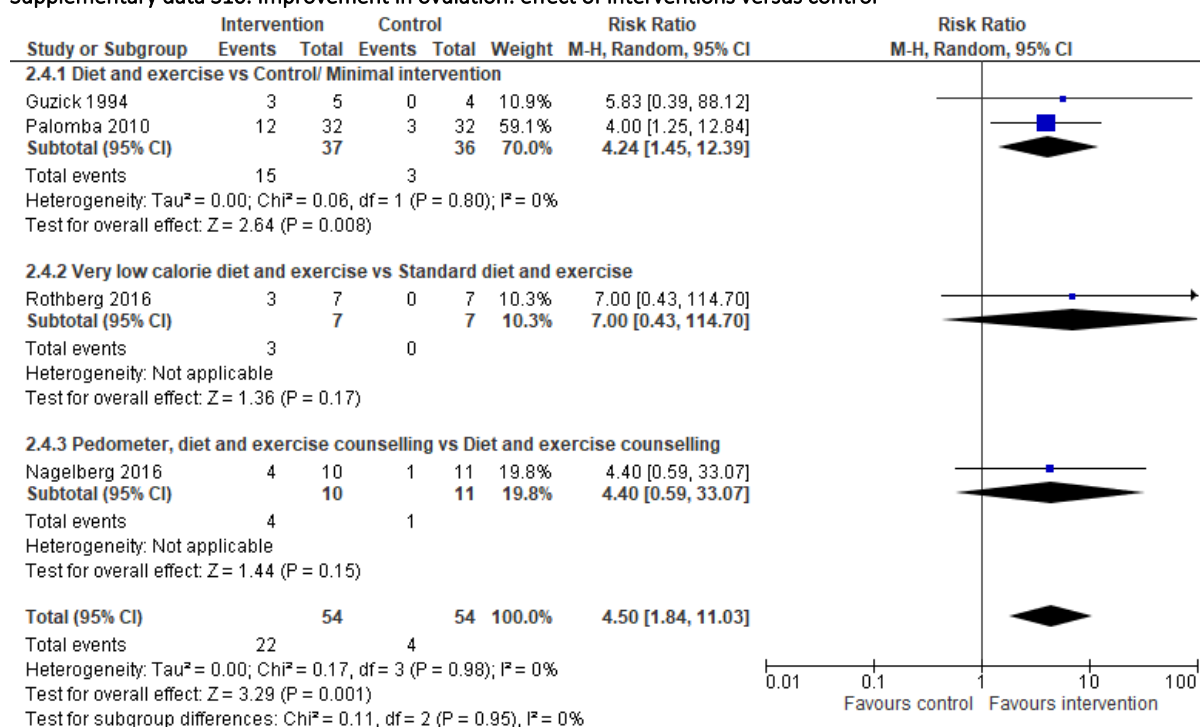 Supplementary data S10: Improvement in ovulation: effect of interventions versus control
Intervention Control Risk Ratio Risk Ratio
Study or Subgroup Events Total Events Total Weight M-H, Random, 95% CI M-H, Random, 95% CI
2.4.1 Diet and exercise vs Control/ Minimal intervention
Guzick 1994 3 5 0 4 10.9% 5.83 [0.39, 88.12]
Palomba 2010 12 32 3 32 59.1% 4.00 [1.25, 12.84]
Subtotal (95% CI) 37 36 70.0% 4.24 [1.45, 12.39]
Total events 15 3
Heterogeneity: Tau² = 0.00; Chi² = 0.06, df = 1 (P = 0.80); I² = 0%
Test for overall effect: Z = 2.64 (P = 0.008)
2.4.2 Very low calorie diet and exercise vs Standard diet and exercise
Rothberg 2016 3 7 0 7 10.3% 7.00 [0.43, 114.70]
Subtotal (95% CI) 7 7 10.3% 7.00 [0.43, 114.70]
Total events 3 0
Heterogeneity: Not applicable
Test for overall effect: Z = 1.36 (P = 0.17)
2.4.3 Pedometer, diet and exercise counselling vs Diet and exercise counselling
Nagelberg 2016 4 10 1 11 19.8% 4.40 [0.59, 33.07]
Subtotal (95% CI) 10 11 19.8% 4.40 [0.59, 33.07]
Total events 4 1
Heterogeneity: Not applicable
Test for overall effect: Z = 1.44 (P = 0.15)
Total (95% CI) 54 54 100.0% 4.50 [1.84, 11.03]
Total events 22 4
Heterogeneity: Tau² = 0.00; Chi² = 0.17, df = 3 (P = 0.98); I² = 0%
Test for overall effect: Z = 3.29 (P = 0.001)
Test for subgroup differences: Chi² = 0.11, df = 2 (P = 0.95), I² = 0%
0.01 0.1 1 10 100
Favours control Favours intervention